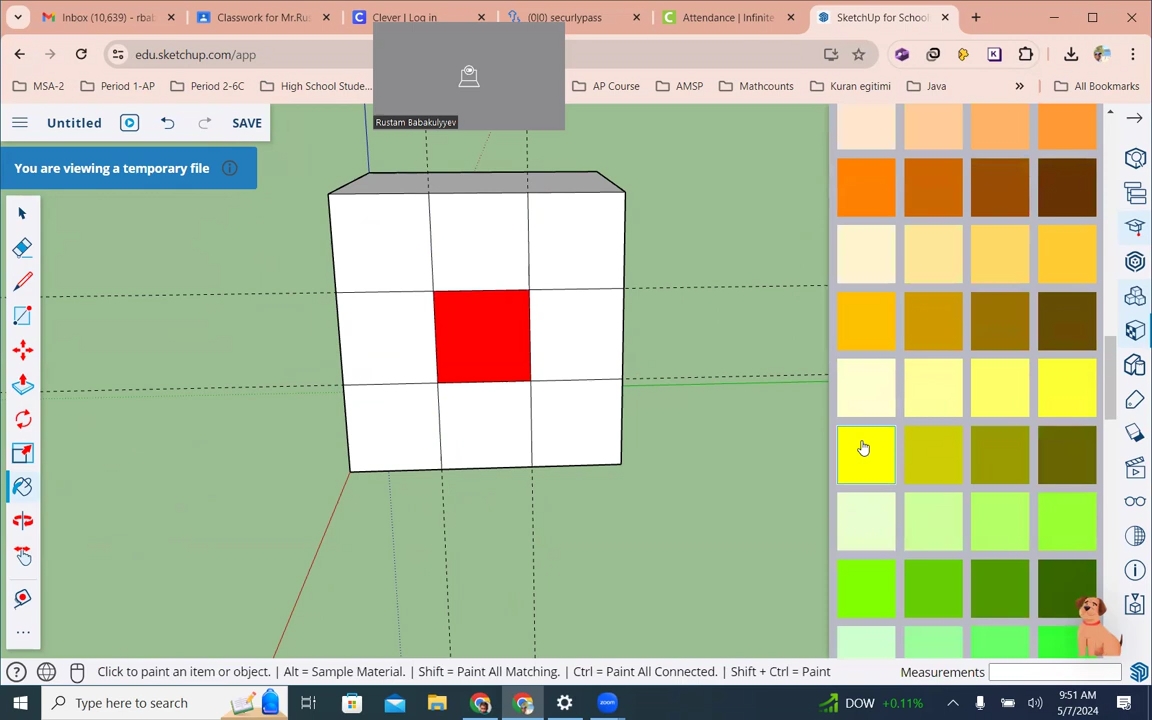 Inbox (10,639) - rbab
Classwork for Mr.Rus
Clever | Log in
(0|0) securlypass
Attendance | Infinite
SketchUp for School
edu.sketchup.com/app
MSA-2
Period 1-AP
Period 2-6C
High School Stude...
AP Course
AMSP
Mathcounts
Kuran egitimi
Java
»
All Bookmarks
Rustam Babakulyyev
Untitled
SAVE
You are viewing a temporary file
Click to paint an item or object. | Alt = Sample Material. | Shift = Paint All Matching. | Ctrl = Paint All Connected. | Shift + Ctrl = Paint
Measurements
Type here to search
zoom
DOW +0.11%
9:51 AM
5/7/2024